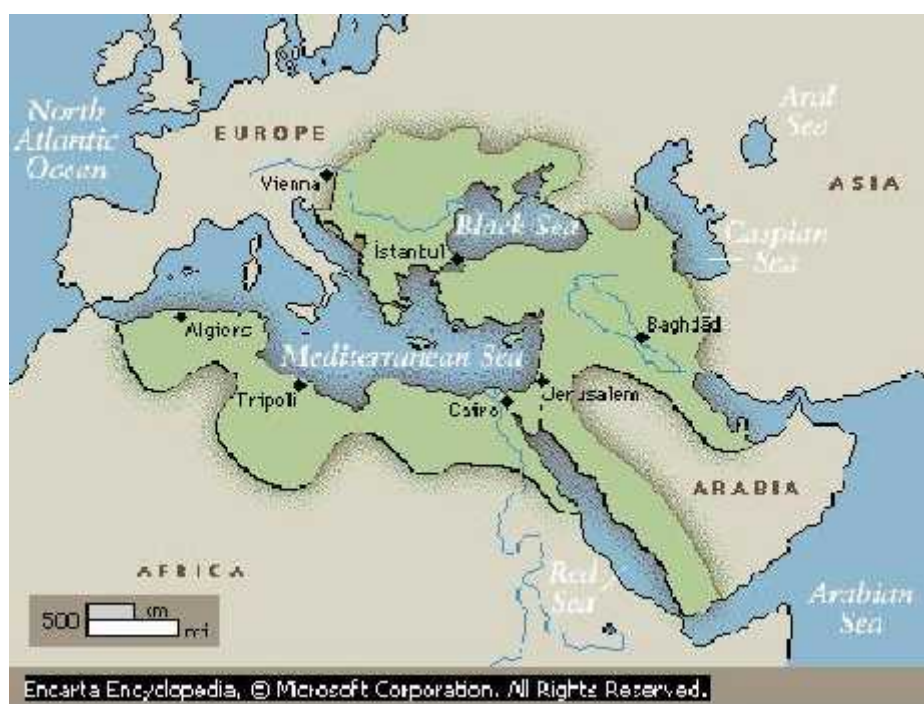 Aral
Sea
North
Atlantic
Ocean
EUROPE
ASIA
Vienna
Black Sea
Caspian
Sea
İstanbul
Baghdād
Algiers
Mediterranean Sea
Tripoli
Cairo
Jerusalem
ARABIA
AFRICA
Red
Sea
Arabian
Sea
500 km
mi
Encarta Encyclopedia, © Microsoft Corporation. All Rights Reserved.